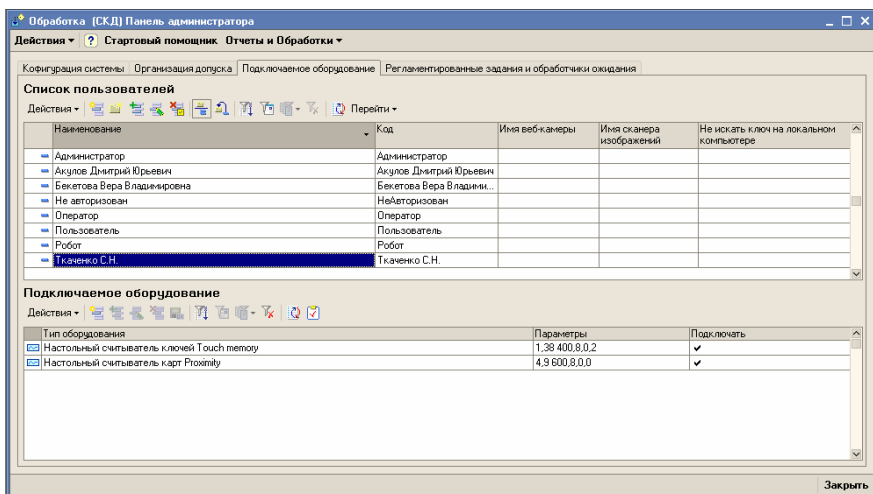 Обработка (СКД) Панель администратора
Действия ? Стартовый помощник Отчеты и Обработки
Кофигурация системы Организация допуска Подключаемое оборудование Регламентированные задания и обработчики ожидания
Список пользователей
Действия Перейти
Наименование Код Имя веб-камеры Имя сканера изображений Не искать ключ на локальном компьютере
Администратор Администратор
Акулов Дмитрий Юрьевич Акулов Дмитрий Юрьевич
Бекетова Вера Владимировна Бекетова Вера Владими...
Не авторизован НеАвторизован
Оператор Оператор
Пользователь Пользователь
Робот Робот
Ткаченко С.Н. Ткаченко С.Н.
Подключаемое оборудование
Действия
Тип оборудования Параметры Подключать
Настольный считыватель ключей Touch memory 1,38 400,8,0,2
Настольный считыватель карт Proximity 4,9 600,8,0,0
Закрыть